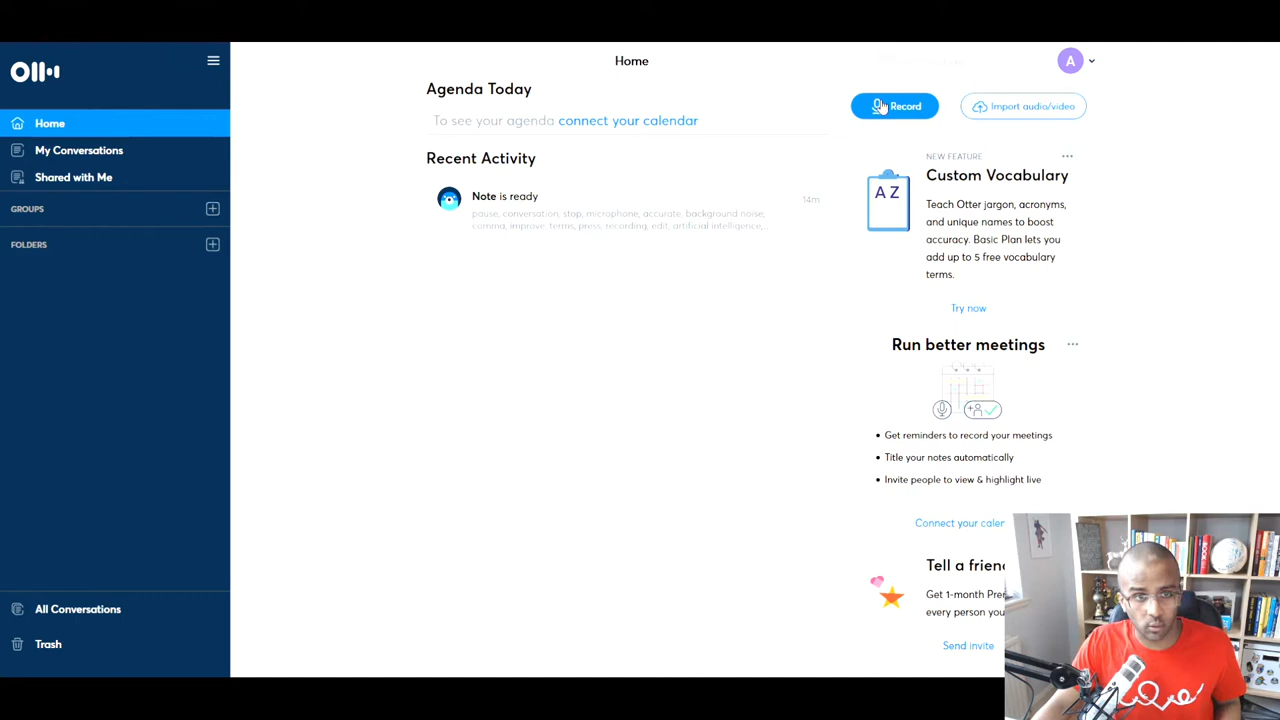 Home
Agenda Today
To see your agenda connect your calendar
Recent Activity
Note is ready
14m
pause, conversation, stop, microphone, accurate, background noise,
comma, improve, terms, press, recording, edit, artificial intelligence,...
Home
My Conversations
Shared with Me
GROUPS
FOLDERS
All Conversations
Trash
A
Record
Import audio/video
NEW FEATURE
Custom Vocabulary
A Z
Teach Otter jargon, acronyms,
and unique names to boost
accuracy. Basic Plan lets you
add up to 5 free vocabulary
terms.
Try now
Run better meetings
Get reminders to record your meetings
Title your notes automatically
Invite people to view & highlight live
Connect your calen
Tell a frien
Get 1-month Pre
every person you
Send invite